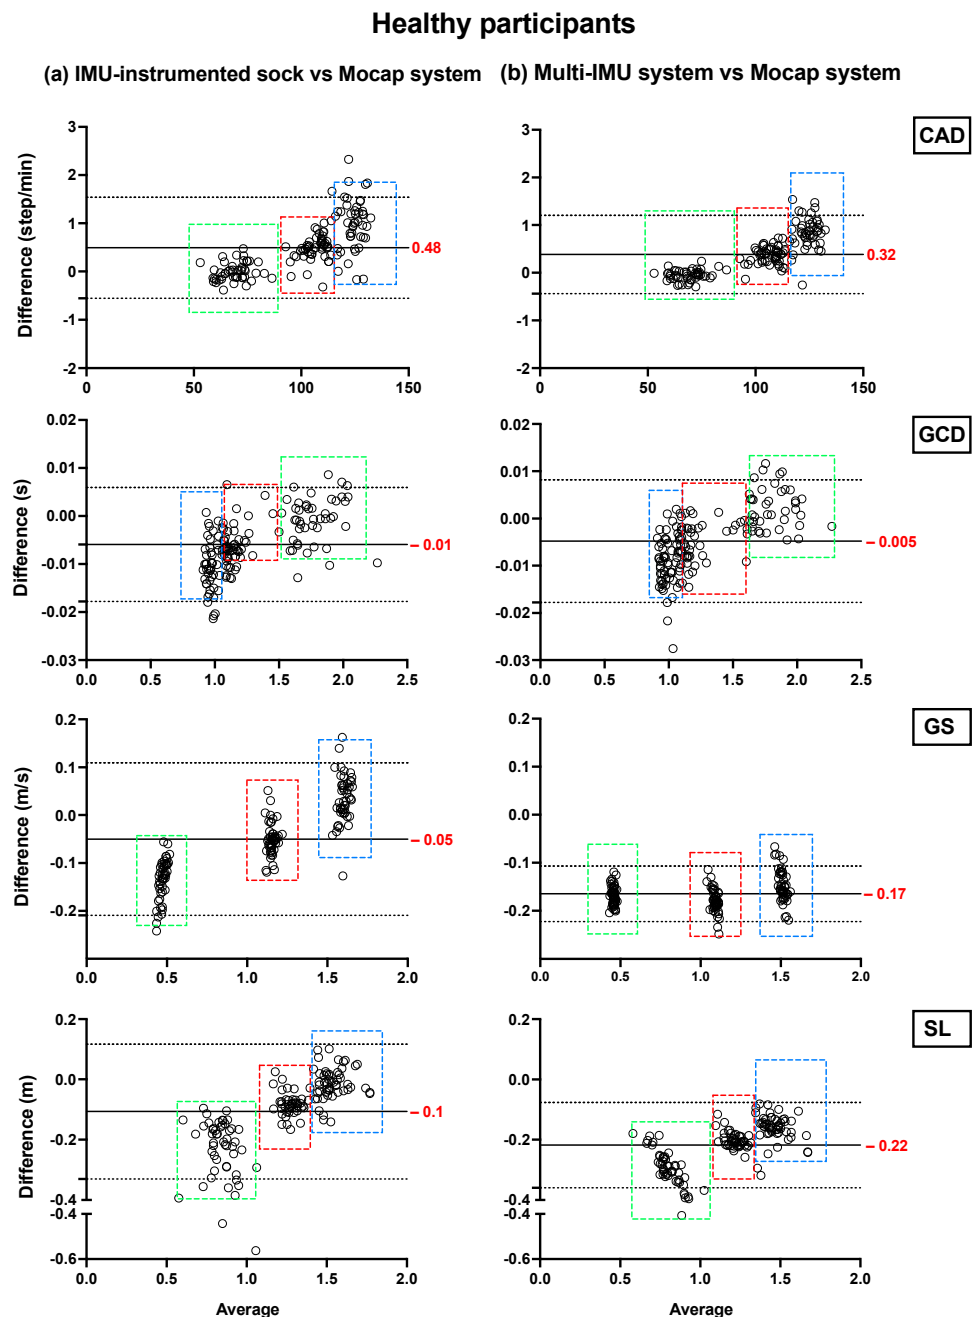 Healthy participants
(a) IMU-instrumented sock vs Mocap system (b) Multi-IMU system vs Mocap system
CAD
Difference (step/min)
3
2
1
0
-1
-2
0.48
0 50 100 150
3
2
1
0
-1
-2
0.32
0 50 100 150
GCD
Difference (s)
0.02
0.01
0.00
-0.01
-0.02
-0.03
– 0.01
0.0 0.5 1.0 1.5 2.0 2.5
0.02
0.01
0.00
-0.01
-0.02
-0.03
– 0.005
0.0 0.5 1.0 1.5 2.0 2.5
GS
Difference (m/s)
0.2
0.1
0.0
-0.1
-0.2
– 0.05
0.0 0.5 1.0 1.5 2.0
0.2
0.1
0.0
-0.1
-0.2
– 0.17
0.0 0.5 1.0 1.5 2.0
SL
Difference (m)
0.2
0.0
-0.2
-0.4
-0.4
-0.6
– 0.1
0.0 0.5 1.0 1.5 2.0
Average
0.2
0.0
-0.2
-0.4
-0.4
-0.6
– 0.22
0.0 0.5 1.0 1.5 2.0
Average